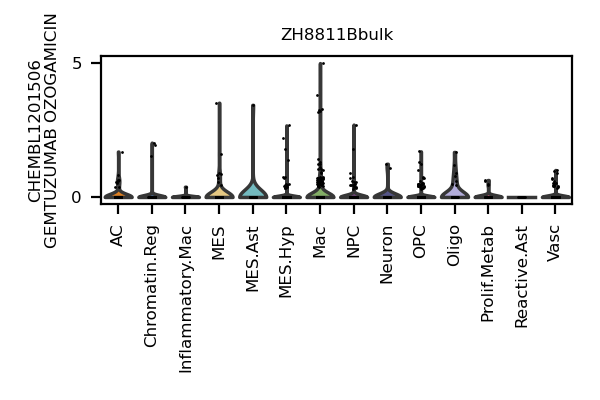 ZH8811Bbulk
CHEMBL1201506
GEMTUZUMAB OZOGAMICIN
5
0
AC
Chromatin.Reg
Inflammatory.Mac
MES
MES.Ast
MES.Hyp
Mac
NPC
Neuron
OPC
Oligo
Prolif.Metab
Reactive.Ast
Vasc